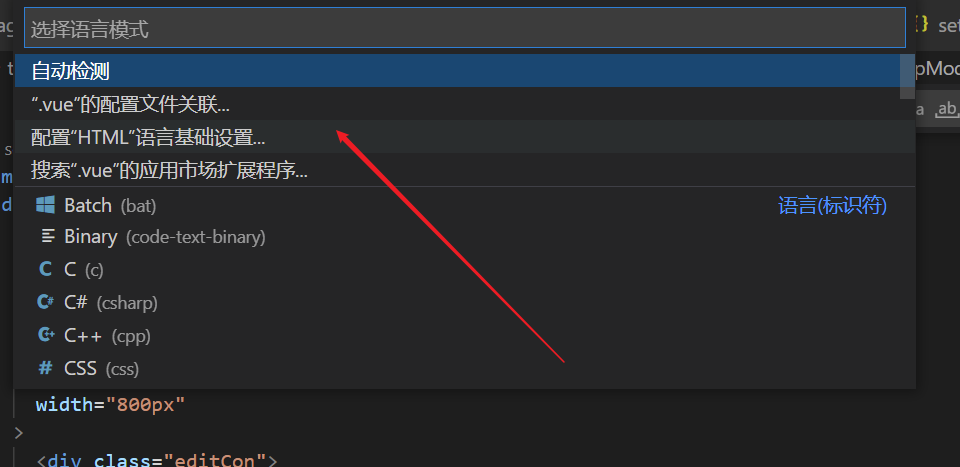 选择语言模式
{} set
自动检测
pMod
“.vue”的配置文件关联...
ab
配置“HTML”语言基础设置...
搜索“.vue”的应用市场扩展程序...
Batch (bat) 语言(标识符)
Binary (code-text-binary)
C (c)
C# (csharp)
C++ (cpp)
# CSS (css)
width="800px"
>
<div class="editCon">